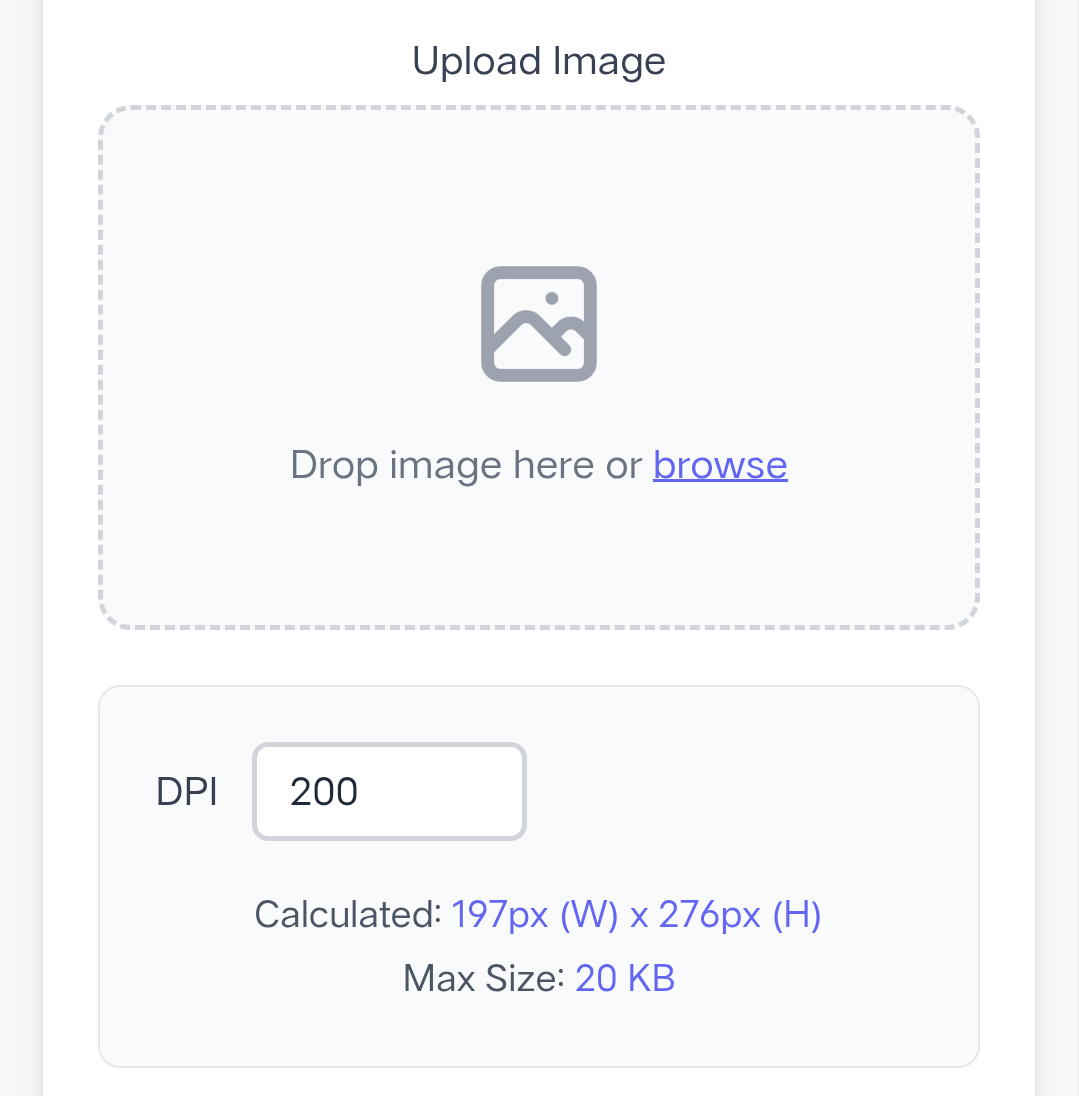 Upload Image
Drop image here or browse
DPI 200
Calculated: 197px (W) x 276px (H)
Max Size: 20 KB